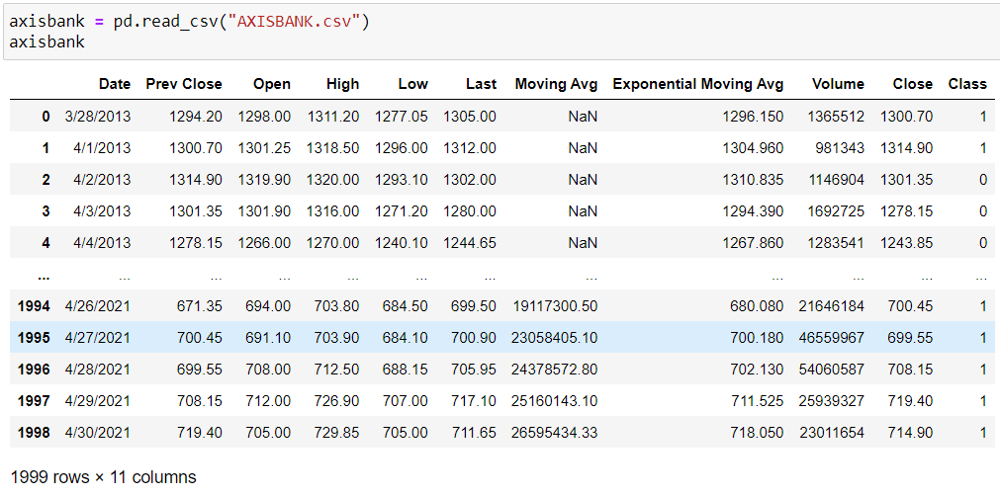 axisbank = pd.read_csv("AXISBANK.csv")
axisbank
Date Prev Close Open High Low Last Moving Avg Exponential Moving Avg Volume Close Class
0 3/28/2013 1294.20 1298.00 1311.20 1277.05 1305.00 NaN 1296.150 1365512 1300.70 1
1 4/1/2013 1300.70 1301.25 1318.50 1296.00 1312.00 NaN 1304.960 981343 1314.90 1
2 4/2/2013 1314.90 1319.90 1320.00 1293.10 1302.00 NaN 1310.835 1146904 1301.35 0
3 4/3/2013 1301.35 1301.90 1316.00 1271.20 1280.00 NaN 1294.390 1692725 1278.15 0
4 4/4/2013 1278.15 1266.00 1270.00 1240.10 1244.65 NaN 1267.860 1283541 1243.85 0
... ... ... ... ... ... ... ... ... ... ... ...
1994 4/26/2021 671.35 694.00 703.80 684.50 699.50 19117300.50 680.080 21646184 700.45 1
1995 4/27/2021 700.45 691.10 703.90 684.10 700.90 23058405.10 700.180 46559967 699.55 1
1996 4/28/2021 699.55 708.00 712.50 688.15 705.95 24378572.80 702.130 54060587 708.15 1
1997 4/29/2021 708.15 712.00 726.90 707.00 717.10 25160143.10 711.525 25939327 719.40 1
1998 4/30/2021 719.40 705.00 729.85 705.00 711.65 26595434.33 718.050 23011654 714.90 1
1999 rows × 11 columns